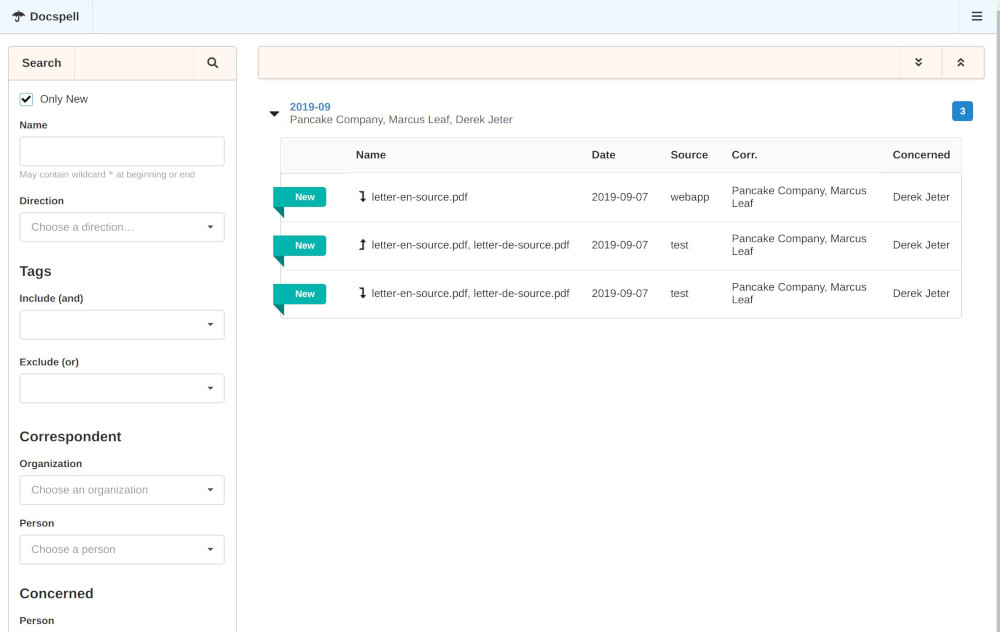 Docspell
Search
Only New
Name
May contain wildcard * at beginning or end
Direction
Choose a direction…
Tags
Include (and)
Exclude (or)
Correspondent
Organization
Choose an organization
Person
Choose a person
Concerned
Person
2019-09
Pancake Company, Marcus Leaf, Derek Jeter
3
Name Date Source Corr. Concerned
New letter-en-source.pdf 2019-09-07 webapp Pancake Company, Marcus
Leaf Derek Jeter
New letter-en-source.pdf, letter-de-source.pdf 2019-09-07 test Pancake Company, Marcus
Leaf Derek Jeter
New letter-en-source.pdf, letter-de-source.pdf 2019-09-07 test Pancake Company, Marcus
Leaf Derek Jeter